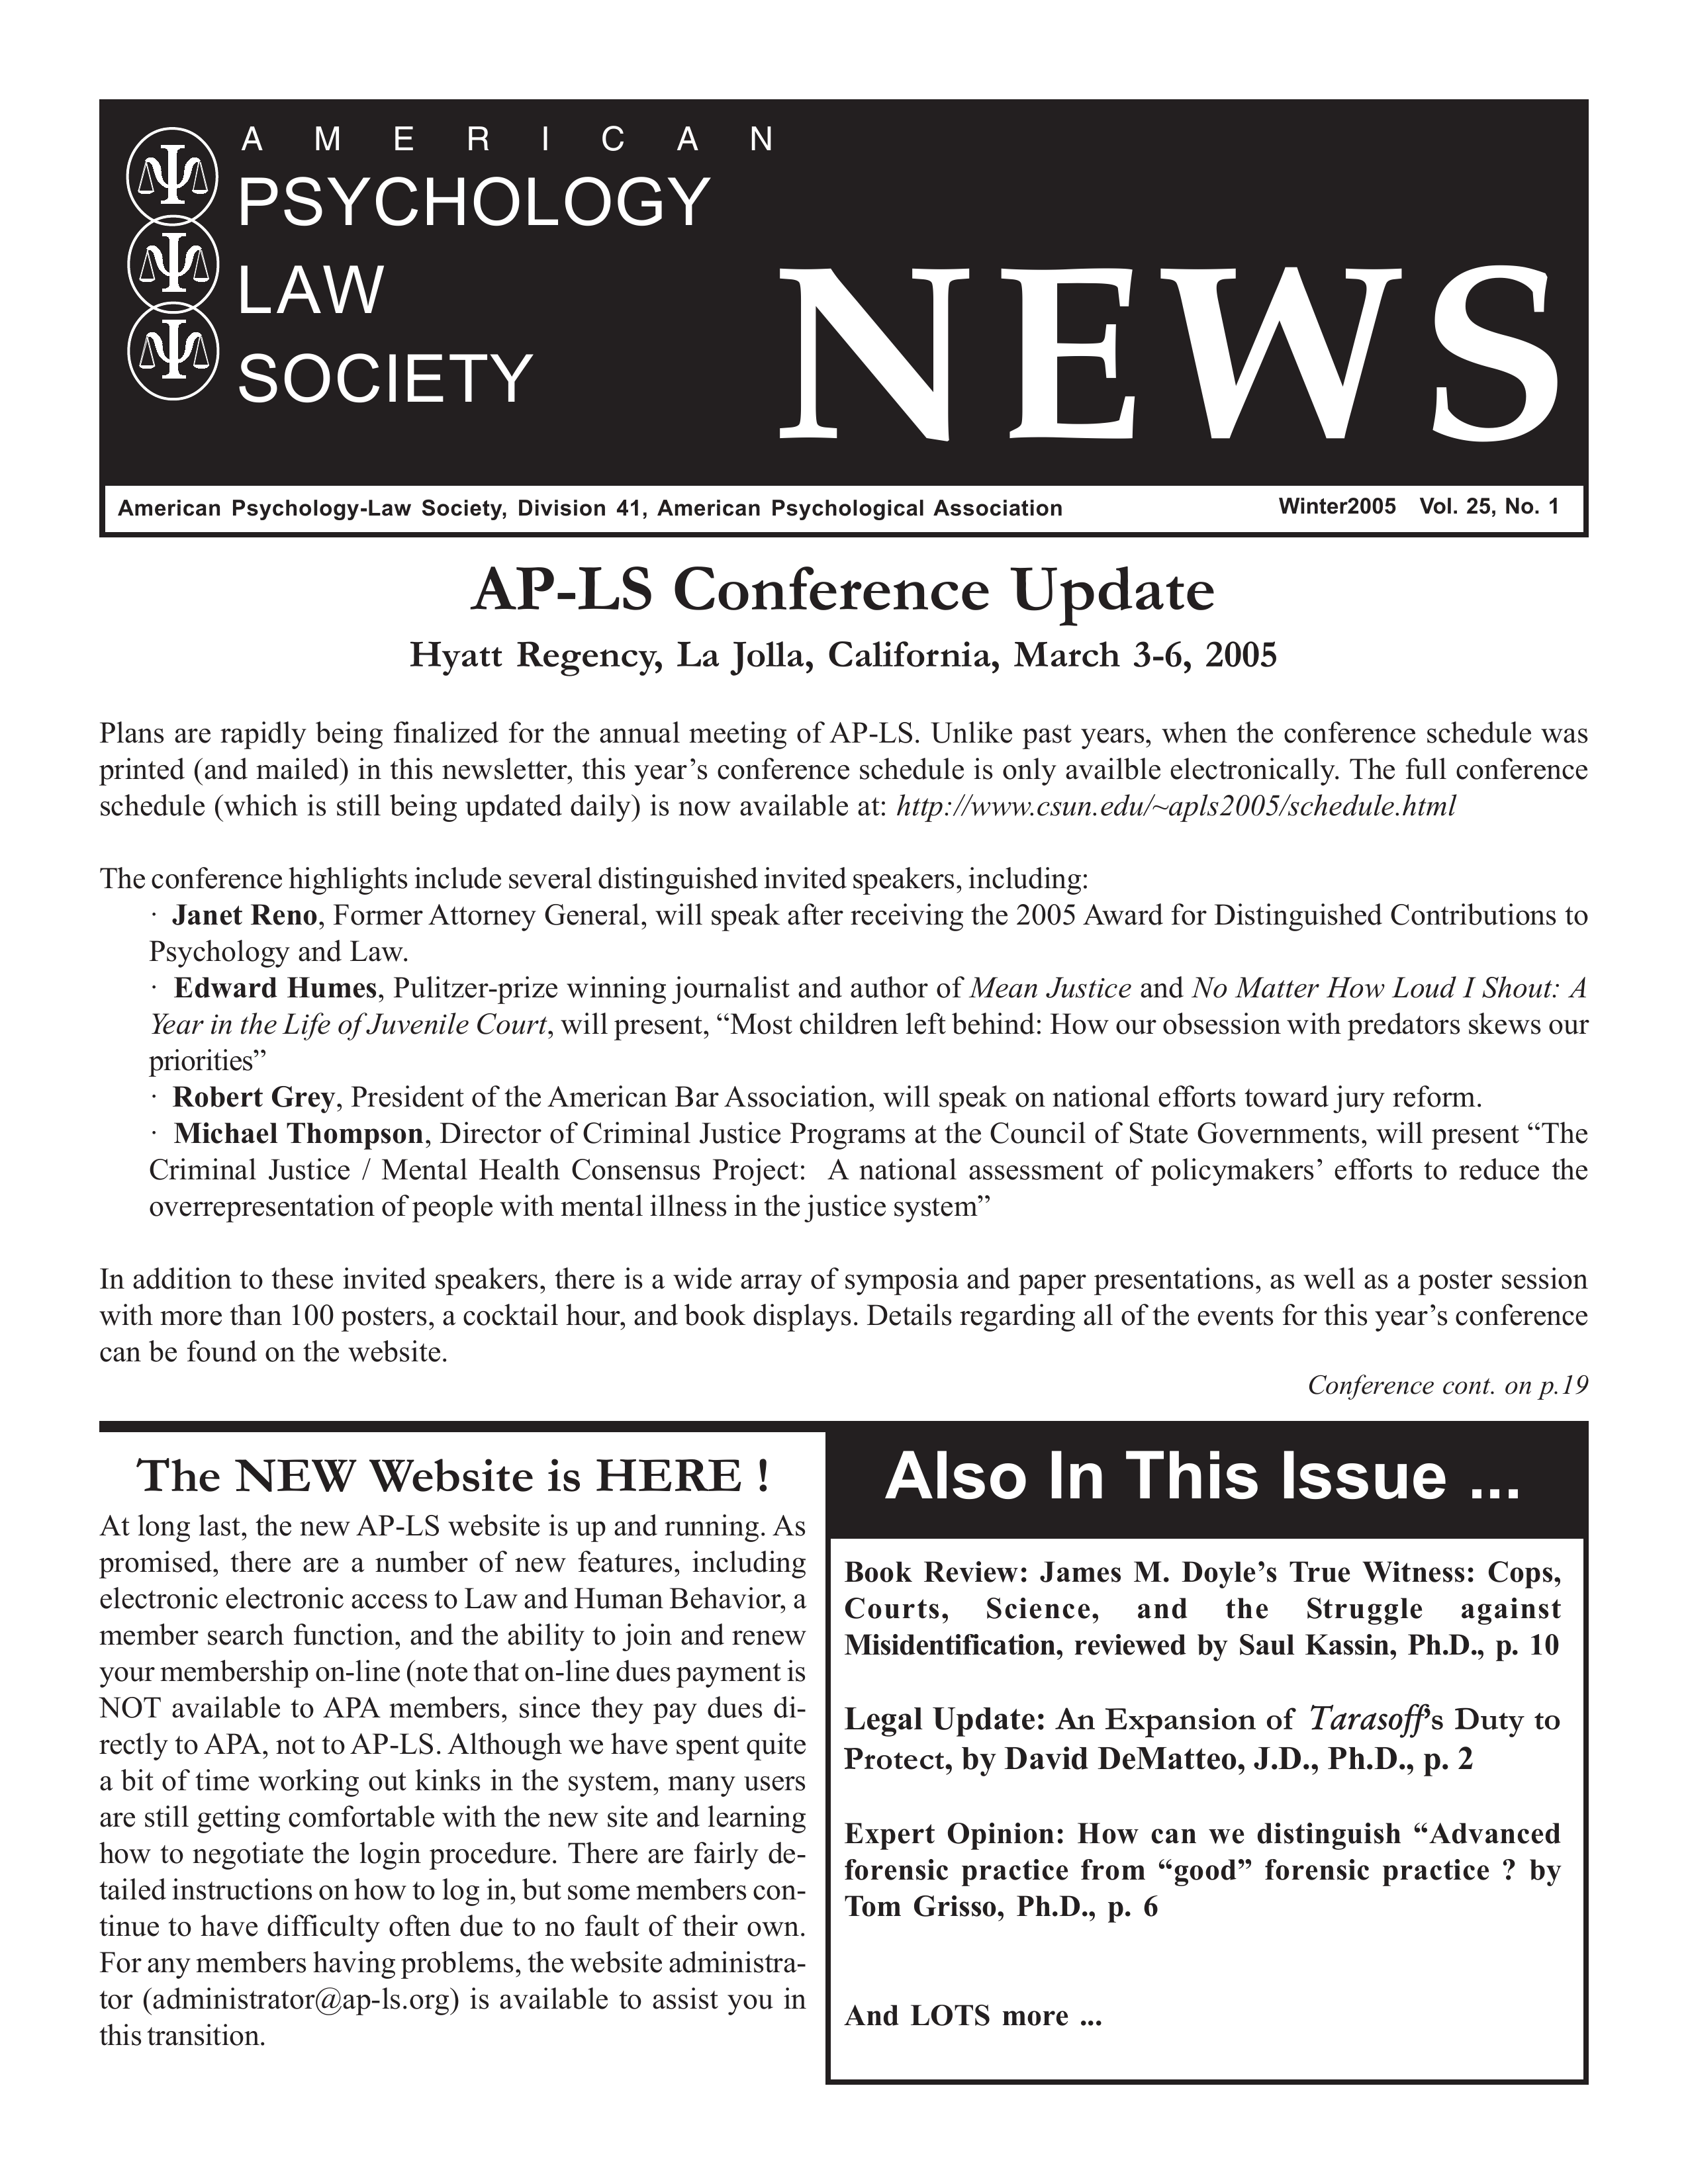 A M E R I C A N
PSYCHOLOGY
LAW
SOCIETY
NEWS
American Psychology-Law Society, Division 41, American Psychological Association
Winter2005 Vol. 25, No. 1
AP-LS Conference Update
Hyatt Regency, La Jolla, California, March 3-6, 2005
Plans are rapidly being finalized for the annual meeting of AP-LS. Unlike past years, when the conference schedule was
printed (and mailed) in this newsletter, this year’s conference schedule is only availble electronically. The full conference
schedule (which is still being updated daily) is now available at: http://www.csun.edu/~apls2005/schedule.html
The conference highlights include several distinguished invited speakers, including:
· Janet Reno, Former Attorney General, will speak after receiving the 2005 Award for Distinguished Contributions to
Psychology and Law.
· Edward Humes, Pulitzer-prize winning journalist and author of Mean Justice and No Matter How Loud I Shout: A
Year in the Life of Juvenile Court, will present, “Most children left behind: How our obsession with predators skews our
priorities”
· Robert Grey, President of the American Bar Association, will speak on national efforts toward jury reform.
· Michael Thompson, Director of Criminal Justice Programs at the Council of State Governments, will present “The
Criminal Justice / Mental Health Consensus Project: A national assessment of policymakers’ efforts to reduce the
overrepresentation of people with mental illness in the justice system”
In addition to these invited speakers, there is a wide array of symposia and paper presentations, as well as a poster session
with more than 100 posters, a cocktail hour, and book displays. Details regarding all of the events for this year’s conference
can be found on the website.
Conference cont. on p.19
The NEW Website is HERE !
At long last, the new AP-LS website is up and running. As
promised, there are a number of new features, including
electronic electronic access to Law and Human Behavior, a
member search function, and the ability to join and renew
your membership on-line (note that on-line dues payment is
NOT available to APA members, since they pay dues di-
rectly to APA, not to AP-LS. Although we have spent quite
a bit of time working out kinks in the system, many users
are still getting comfortable with the new site and learning
how to negotiate the login procedure. There are fairly de-
tailed instructions on how to log in, but some members con-
tinue to have difficulty often due to no fault of their own.
For any members having problems, the website administra-
tor (administrator@ap-ls.org) is available to assist you in
this transition.
Also In This Issue ...
Book Review: James M. Doyle’s True Witness: Cops,
Courts, Science, and the Struggle against
Misidentification, reviewed by Saul Kassin, Ph.D., p. 10
Legal Update: An Expansion of Tarasoff’s Duty to
Protect, by David DeMatteo, J.D., Ph.D., p. 2
Expert Opinion: How can we distinguish “Advanced
forensic practice from “good” forensic practice ? by
Tom Grisso, Ph.D., p. 6
And LOTS more ...